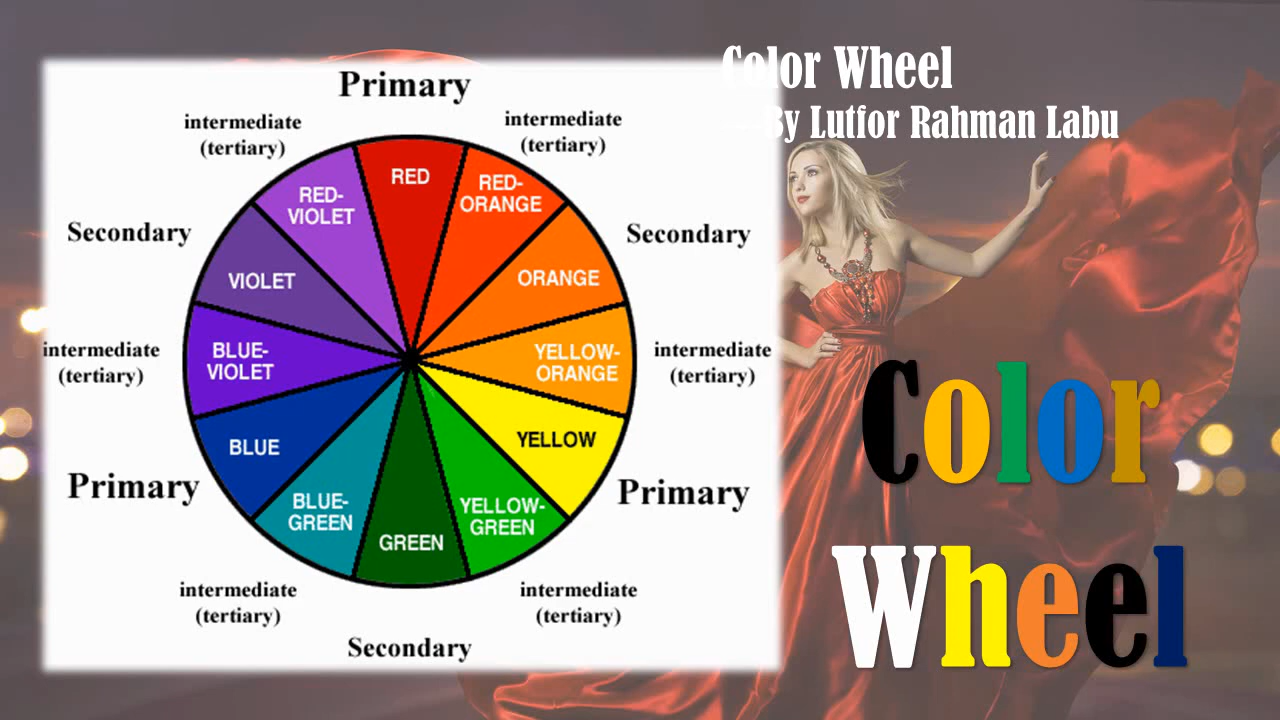 Color Wheel
By Lutfor Rahman Labu
Primary
intermediate
(tertiary)
intermediate
(tertiary)
RED
RED-
VIOLET
RED-
ORANGE
Secondary
Secondary
VIOLET
ORANGE
intermediate
(tertiary)
BLUE-
VIOLET
YELLOW-
ORANGE
intermediate
(tertiary)
BLUE
YELLOW
Primary
Primary
BLUE-
GREEN
YELLOW-
GREEN
GREEN
intermediate
(tertiary)
intermediate
(tertiary)
Secondary
Color
Wheel